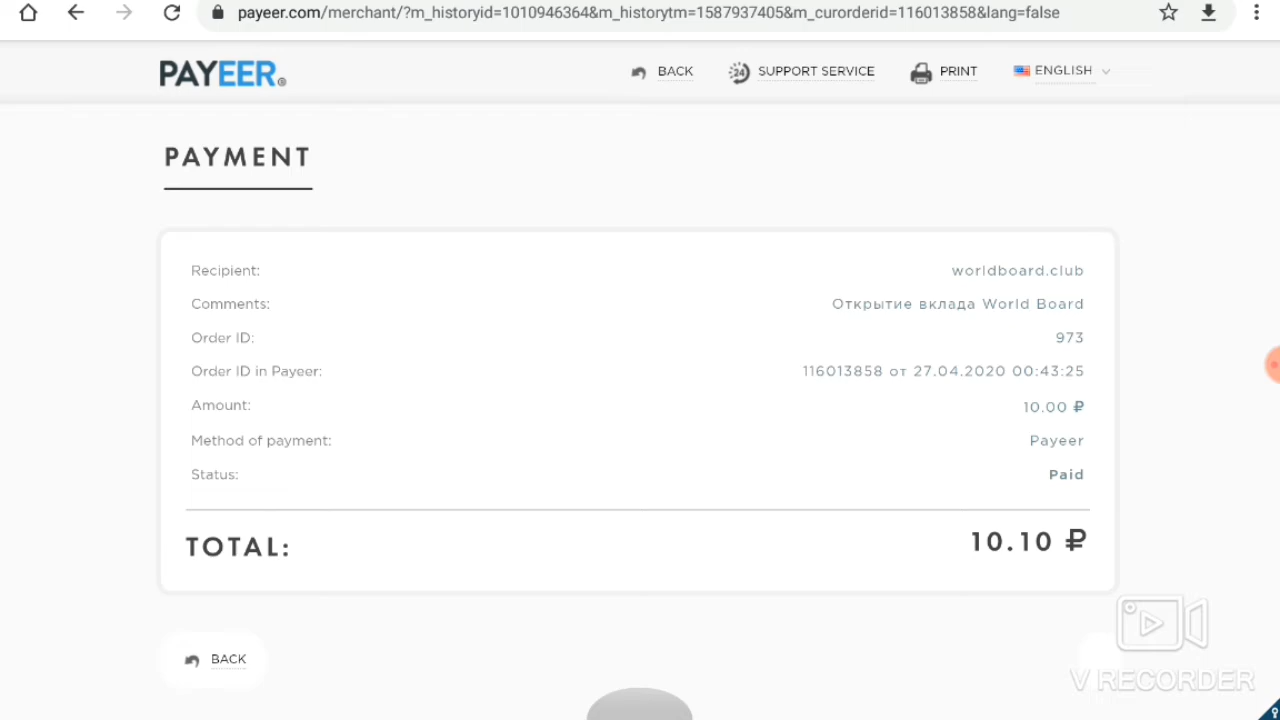 payeer.com/merchant/?m_historyid=1010946364&m_historytm=1587937405&m_curorderid=116013858&lang=false
PAYEER®
BACK
24
SUPPORT SERVICE
PRINT
ENGLISH
PAYMENT
Recipient: worldboard.club
Comments: Открытие вклада World Board
Order ID: 973
Order ID in Payeer: 116013858 от 27.04.2020 00:43:25
Amount: 10.00 ₽
Method of payment: Payeer
Status: Paid
TOTAL: 10.10 ₽
BACK
V RECORDER